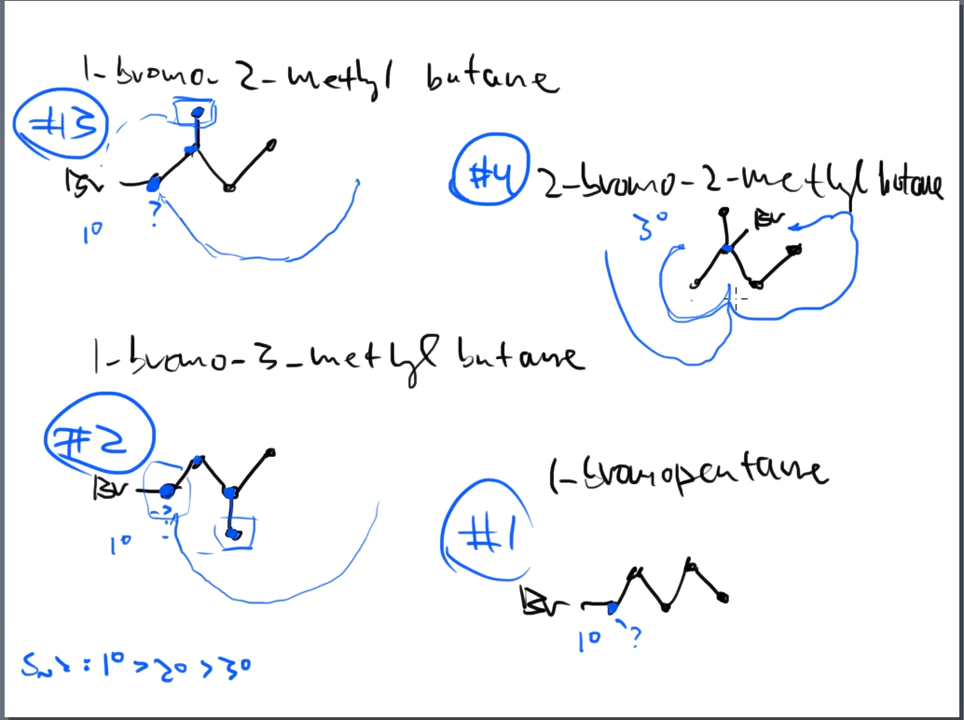 1-bromo-2-methyl butane
#3
Br
1°
?
#4
2-bromo-2-methyl butane
3°
Br
1-bromo-3-methyl butane
#2
Br
?
1°
1-bromopentane
#1
Br
1°
?
SN2: 1° > 2° > 3°